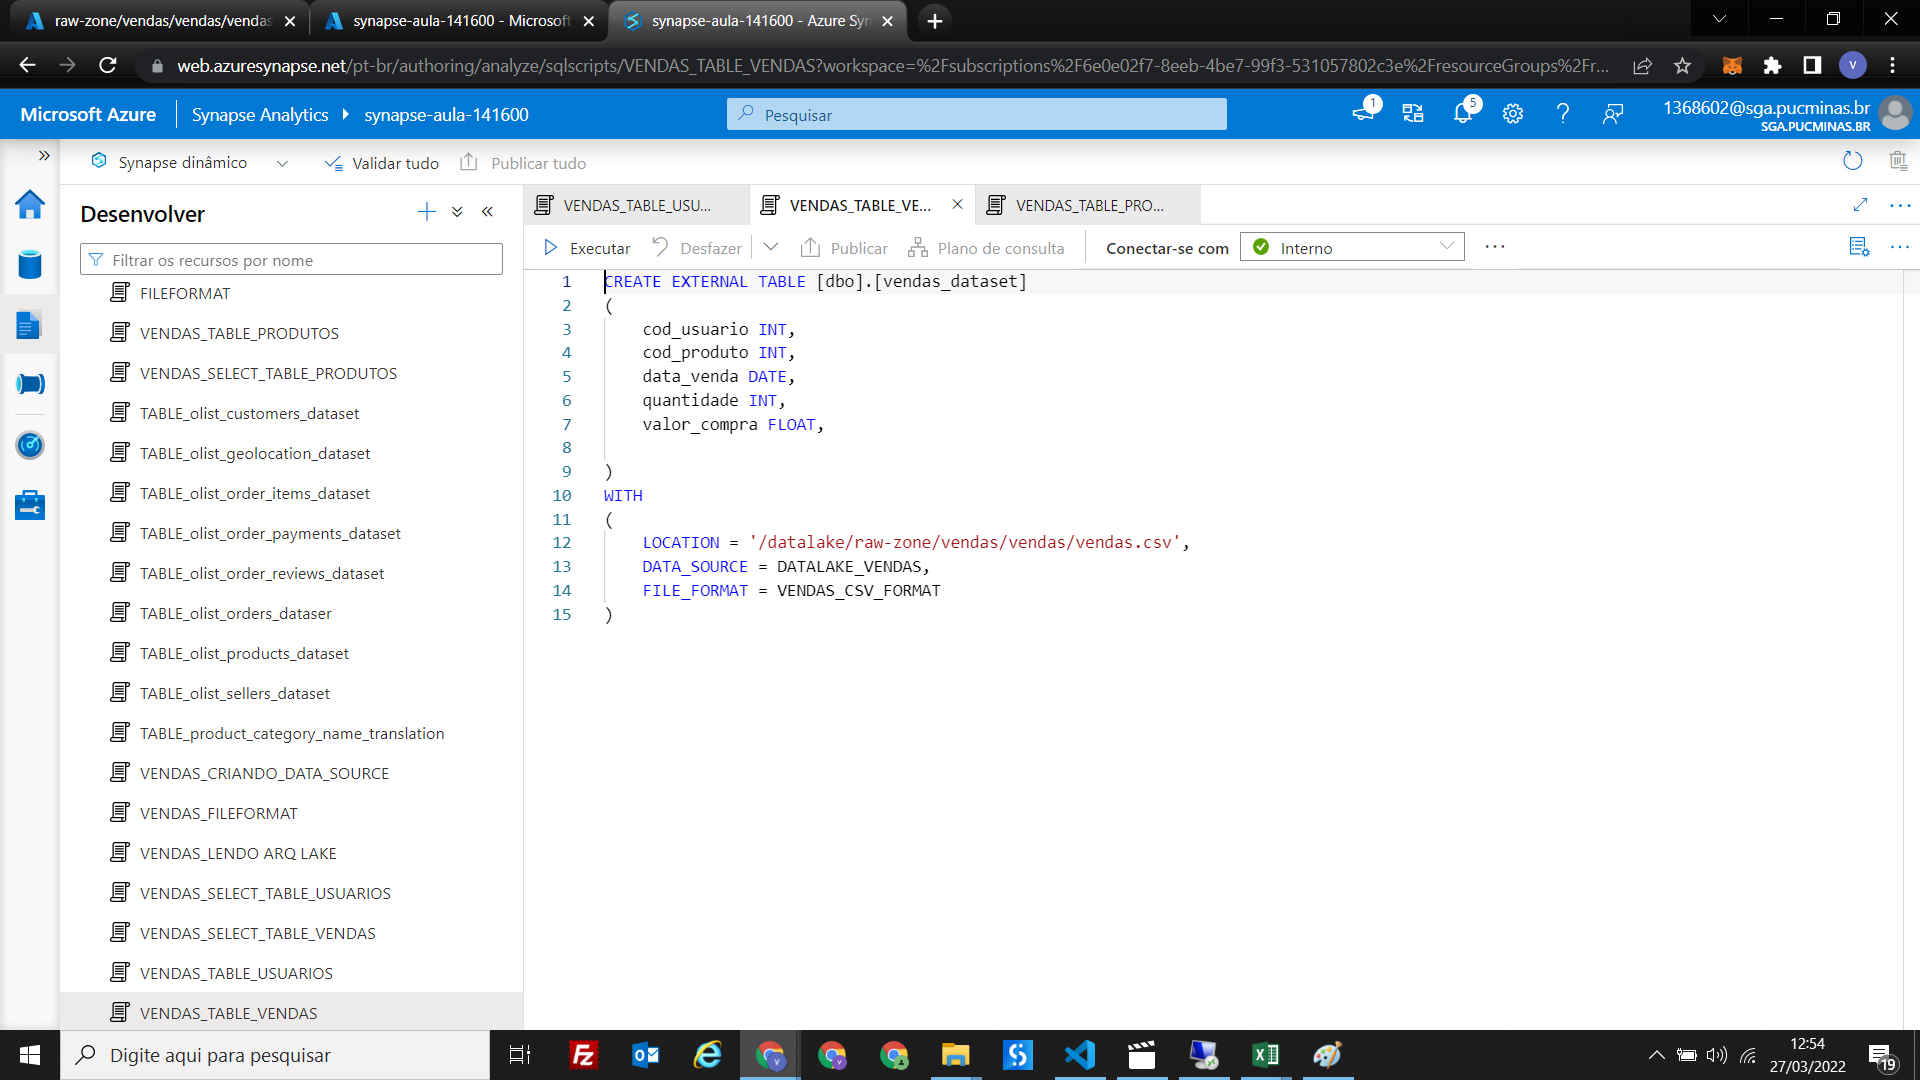 raw-zone/vendas/vendas/vendas
synapse-aula-141600 - Microsoft
synapse-aula-141600 - Azure Syn
web.azuresynapse.net/pt-br/authoring/analyze/sqlscripts/VENDAS_TABLE_VENDAS?workspace=%2Fsubscriptions%2F6e0e02f7-8eeb-4be7-99f3-531057802c3e%2FresourceGroups%2Fr...
V
Microsoft Azure
Synapse Analytics
synapse-aula-141600
Pesquisar
1
5
1368602@sga.pucminas.br
SGA.PUCMINAS.BR
Synapse dinâmico
Validar tudo
Publicar tudo
Desenvolver
Filtrar os recursos por nome
FILEFORMAT
VENDAS_TABLE_PRODUTOS
VENDAS_SELECT_TABLE_PRODUTOS
TABLE_olist_customers_dataset
TABLE_olist_geolocation_dataset
TABLE_olist_order_items_dataset
TABLE_olist_order_payments_dataset
TABLE_olist_order_reviews_dataset
TABLE_olist_orders_dataser
TABLE_olist_products_dataset
TABLE_olist_sellers_dataset
TABLE_product_category_name_translation
VENDAS_CRIANDO_DATA_SOURCE
VENDAS_FILEFORMAT
VENDAS_LENDO ARQ LAKE
VENDAS_SELECT_TABLE_USUARIOS
VENDAS_SELECT_TABLE_VENDAS
VENDAS_TABLE_USUARIOS
VENDAS_TABLE_VENDAS
VENDAS_TABLE_USU...
VENDAS_TABLE_VE...
VENDAS_TABLE_PRO...
Executar
Desfazer
Publicar
Plano de consulta
Conectar-se com
Interno
1 CREATE EXTERNAL TABLE [dbo].[vendas_dataset]
2 (
3 cod_usuario INT,
4 cod_produto INT,
5 data_venda DATE,
6 quantidade INT,
7 valor_compra FLOAT,
8
9 )
10 WITH
11 (
12 LOCATION = '/datalake/raw-zone/vendas/vendas/vendas.csv',
13 DATA_SOURCE = DATALAKE_VENDAS,
14 FILE_FORMAT = VENDAS_CSV_FORMAT
15 )
Digite aqui para pesquisar
12:54
27/03/2022
19